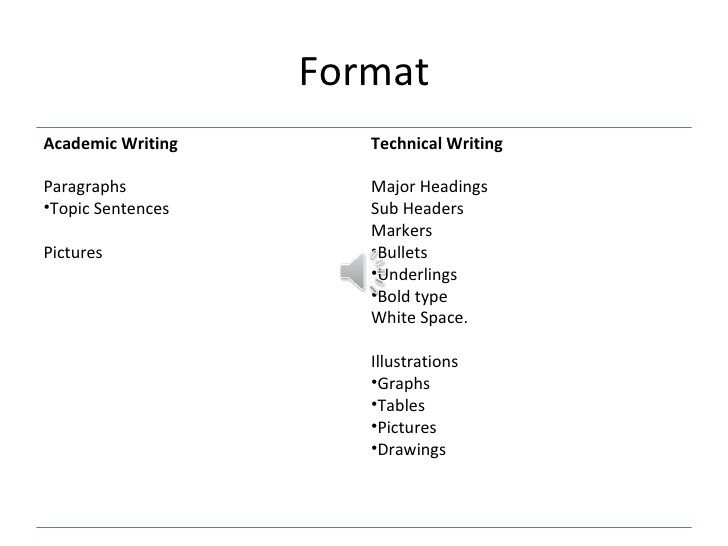 Format
Academic Writing
Paragraphs
•Topic Sentences
Pictures
Technical Writing
Major Headings
Sub Headers
Markers
•Bullets
•Underlings
•Bold type
White Space.
Illustrations
•Graphs
•Tables
•Pictures
•Drawings